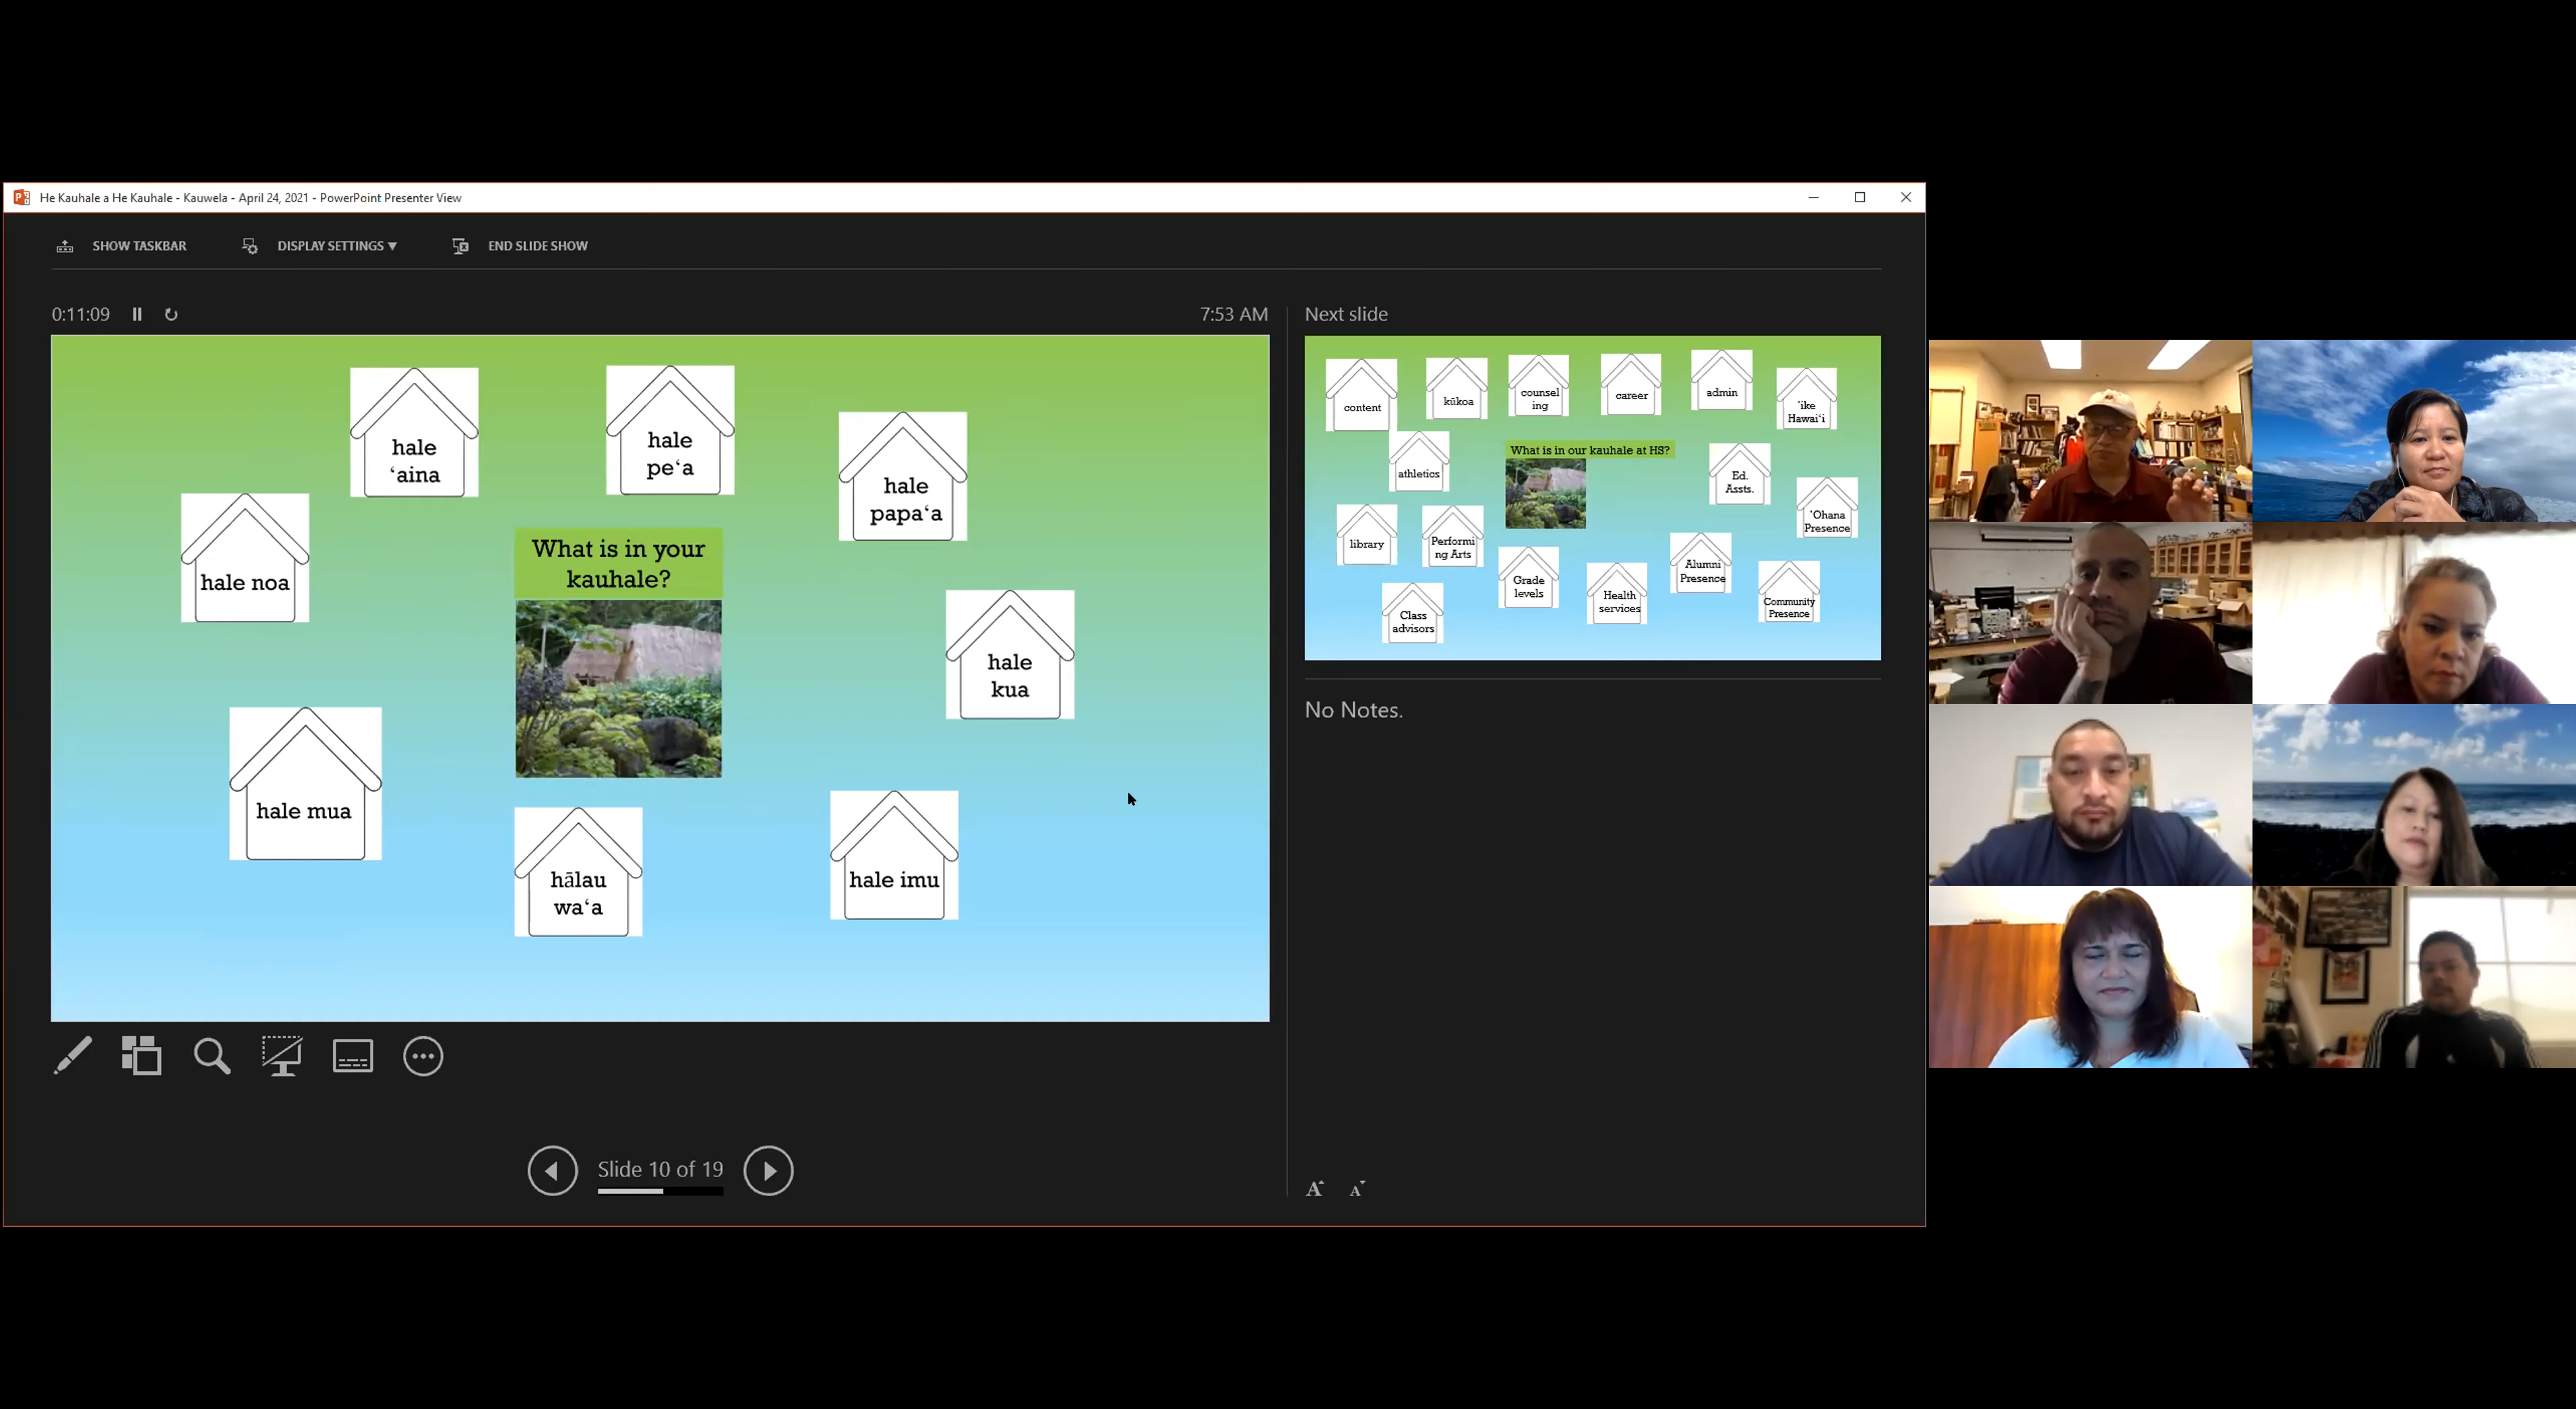 He Kauhale a He Kauhale - Kauwela - April 24, 2021 - PowerPoint Presenter View
SHOW TASKBAR
DISPLAY SETTINGS ▼
END SLIDE SHOW
0:11:09
7:53 AM
hale
ʻaina
hale
peʻa
hale
papaʻa
hale noa
What is in your
kauhale?
hale
kua
hale mua
hālau
waʻa
hale imu
Slide 10 of 19
Next slide
content
kūkoa
counsel
ing
career
admin
ʻike
Hawaiʻi
athletics
What is in our kauhale at HS?
Ed.
Assts.
ʻOhana
Presence
library
Performi
ng Arts
Grade
levels
Health
services
Alumni
Presence
Community
Presence
Class
advisors
No Notes.
A
A